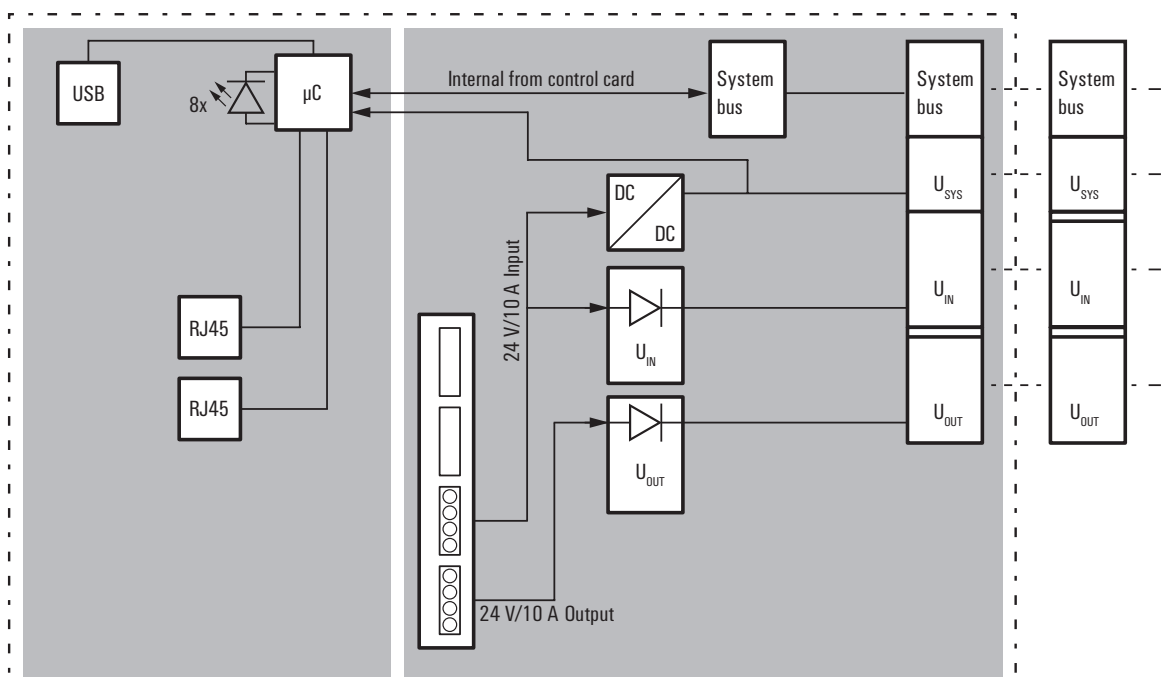 USB
8x
µC
Internal from control card
System
bus
System
bus
System
bus
DC
DC
U_SYS
U_SYS
24 V/10 A Input
U_IN
U_IN
U_IN
RJ45
RJ45
U_OUT
U_OUT
U_OUT
24 V/10 A Output